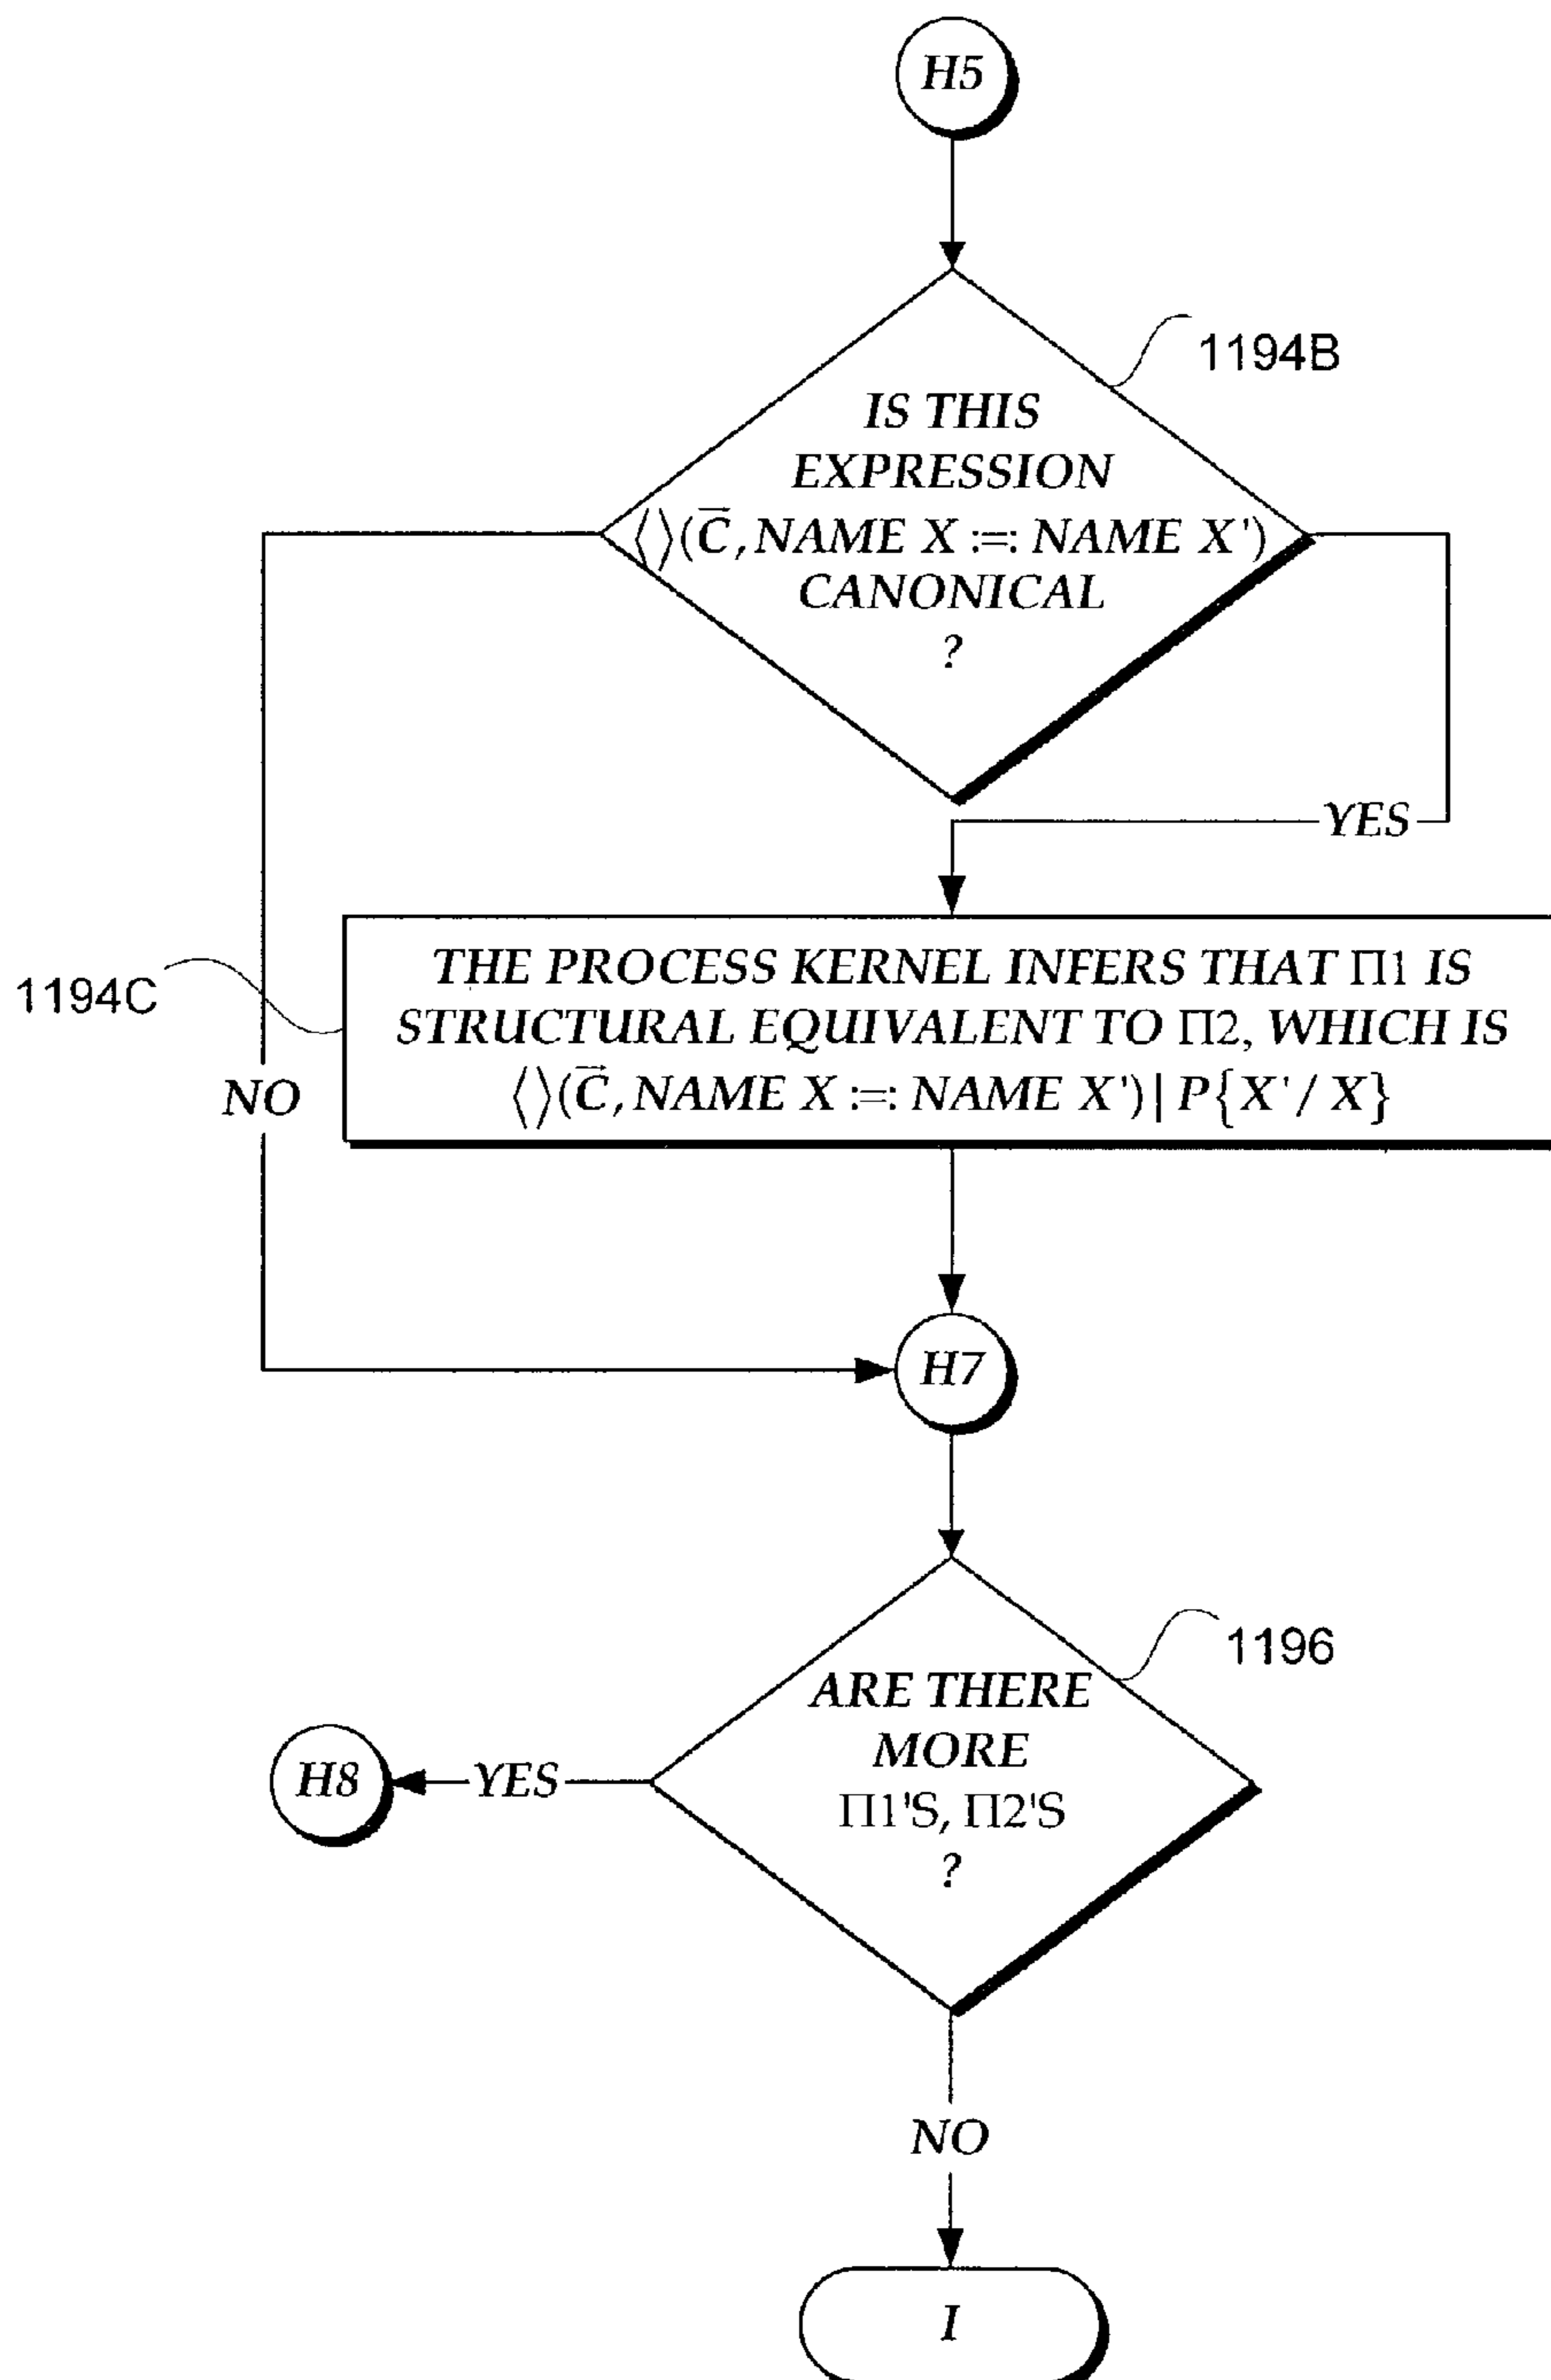 H5
1194B
IS THIS
EXPRESSION
⟨⟩(C⃗, NAME X :=: NAME X')
CANONICAL
?
YES
THE PROCESS KERNEL INFERS THAT Π1 IS
1194C
STRUCTURAL EQUIVALENT TO Π2, WHICH IS
⟨⟩(C⃗, NAME X :=: NAME X') | P{X' / X}
NO
H7
1196
ARE THERE
MORE
Π1'S, Π2'S
?
H8
YES
NO
I